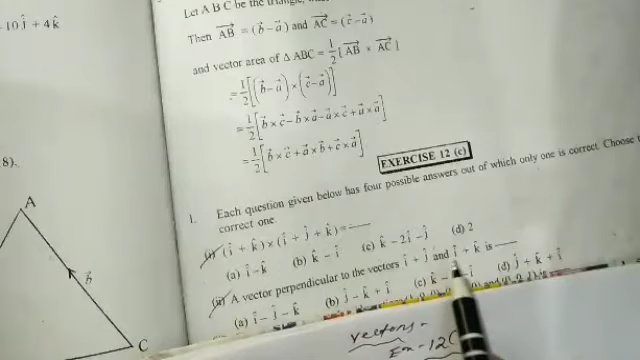 10ĵ + 4k̂
8).
A
b⃗
C
Let A B C be the triangle,
Then AB⃗ = (b⃗ – a⃗) and AC⃗ = (c⃗ – a⃗)
and vector area of Δ ABC = 1/2 [AB⃗ × AC⃗]
= 1/2 [(b⃗ – a⃗) × (c⃗ – a⃗)]
= 1/2 [b⃗ × c⃗ – b⃗ × a⃗ – a⃗ × c⃗ + a⃗ × a⃗]
= 1/2 [b⃗ × c⃗ + a⃗ × b⃗ + c⃗ × a⃗]
EXERCISE 12 (c)
1. Each question given below has four possible answers out of which only one is correct. Choose
correct one.
(i) (î + k̂) × (î + ĵ + k̂) = —
(a) î – k̂ (b) k̂ – î (c) k̂ – 2î – ĵ (d) 2
(ii) A vector perpendicular to the vectors î + ĵ and î + k̂ is —
(a) î – ĵ – k̂ (b) ĵ – k̂ + î (c) k̂ – î (d) ĵ + k̂ + î
vectors –
Ex – 12(